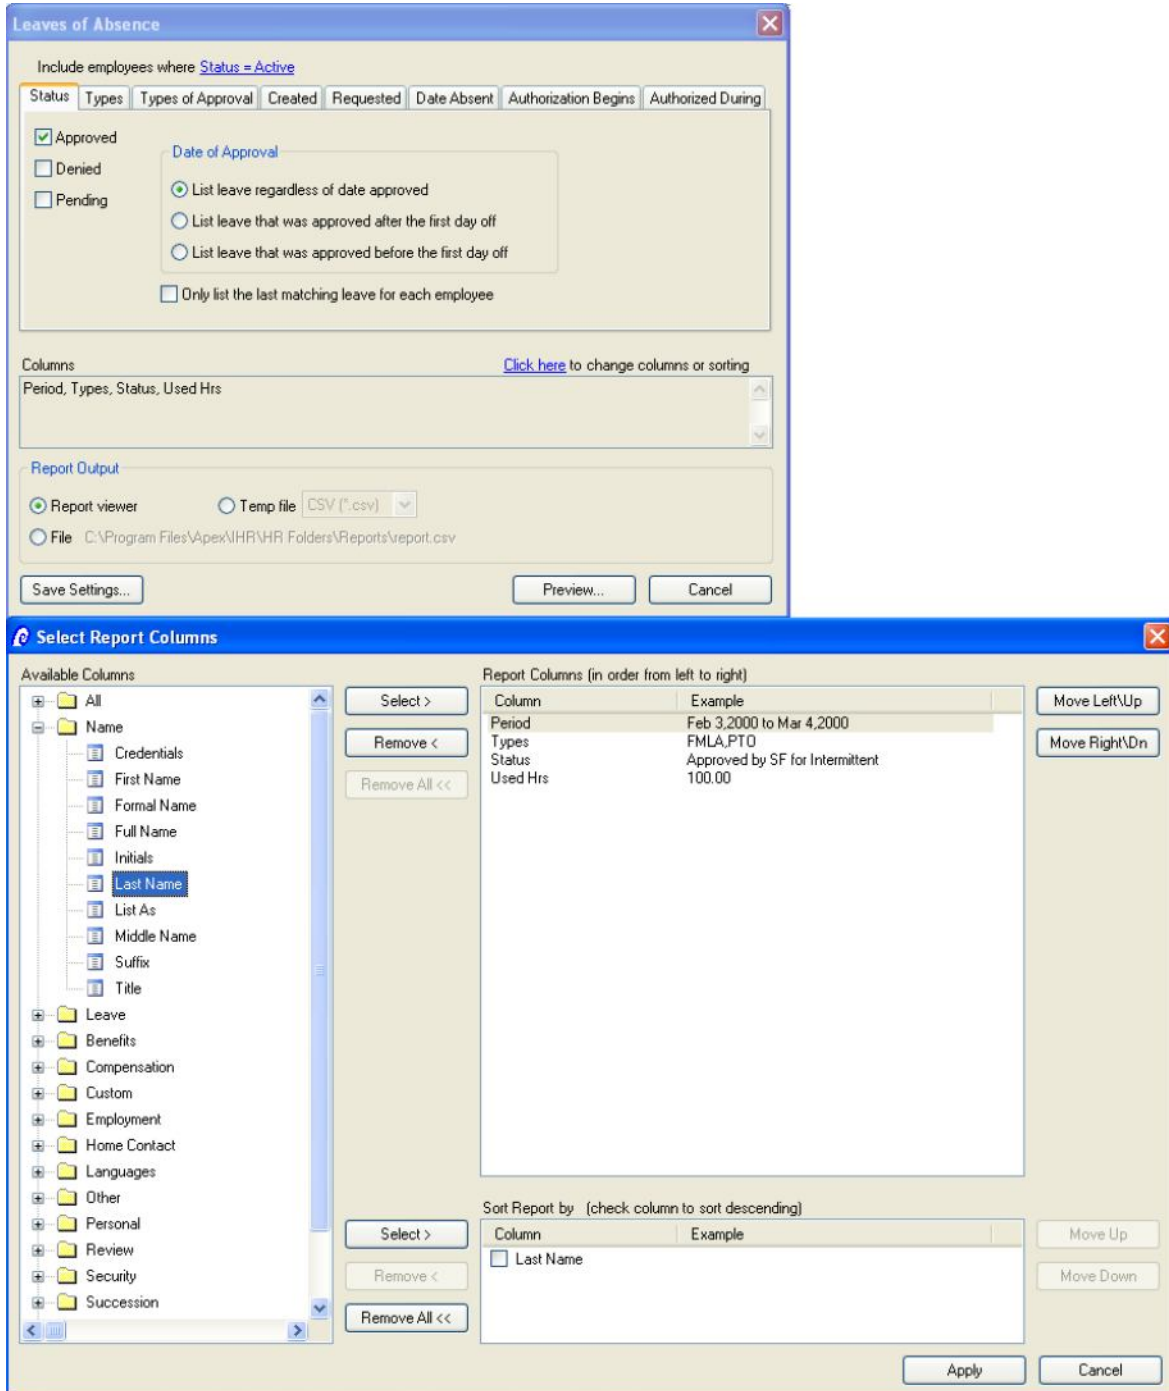 Leaves of Absence
Include employees where Status = Active
Status Types Types of Approval Created Requested Date Absent Authorization Begins Authorized During
Approved
Denied
Pending
Date of Approval
List leave regardless of date approved
List leave that was approved after the first day off
List leave that was approved before the first day off
Only list the last matching leave for each employee
Columns Click here to change columns or sorting
Period, Types, Status, Used Hrs
Report Output
Report viewer Temp file CSV (*.csv)
File C:\Program Files\Apex\IHR\HR Folders\Reports\report.csv
Save Settings... Preview... Cancel
Select Report Columns
Available Columns
All
Name
Credentials
First Name
Formal Name
Full Name
Initials
Last Name
List As
Middle Name
Suffix
Title
Leave
Benefits
Compensation
Custom
Employment
Home Contact
Languages
Other
Personal
Review
Security
Succession
Select >
Remove <
Remove All <<
Report Columns (in order from left to right)
Column Example
Period Feb 3,2000 to Mar 4,2000
Types FMLA,PTO
Status Approved by SF for Intermittent
Used Hrs 100.00
Move Left\Up
Move Right\Dn
Select >
Remove <
Remove All <<
Sort Report by (check column to sort descending)
Column Example
Last Name
Move Up
Move Down
Apply Cancel